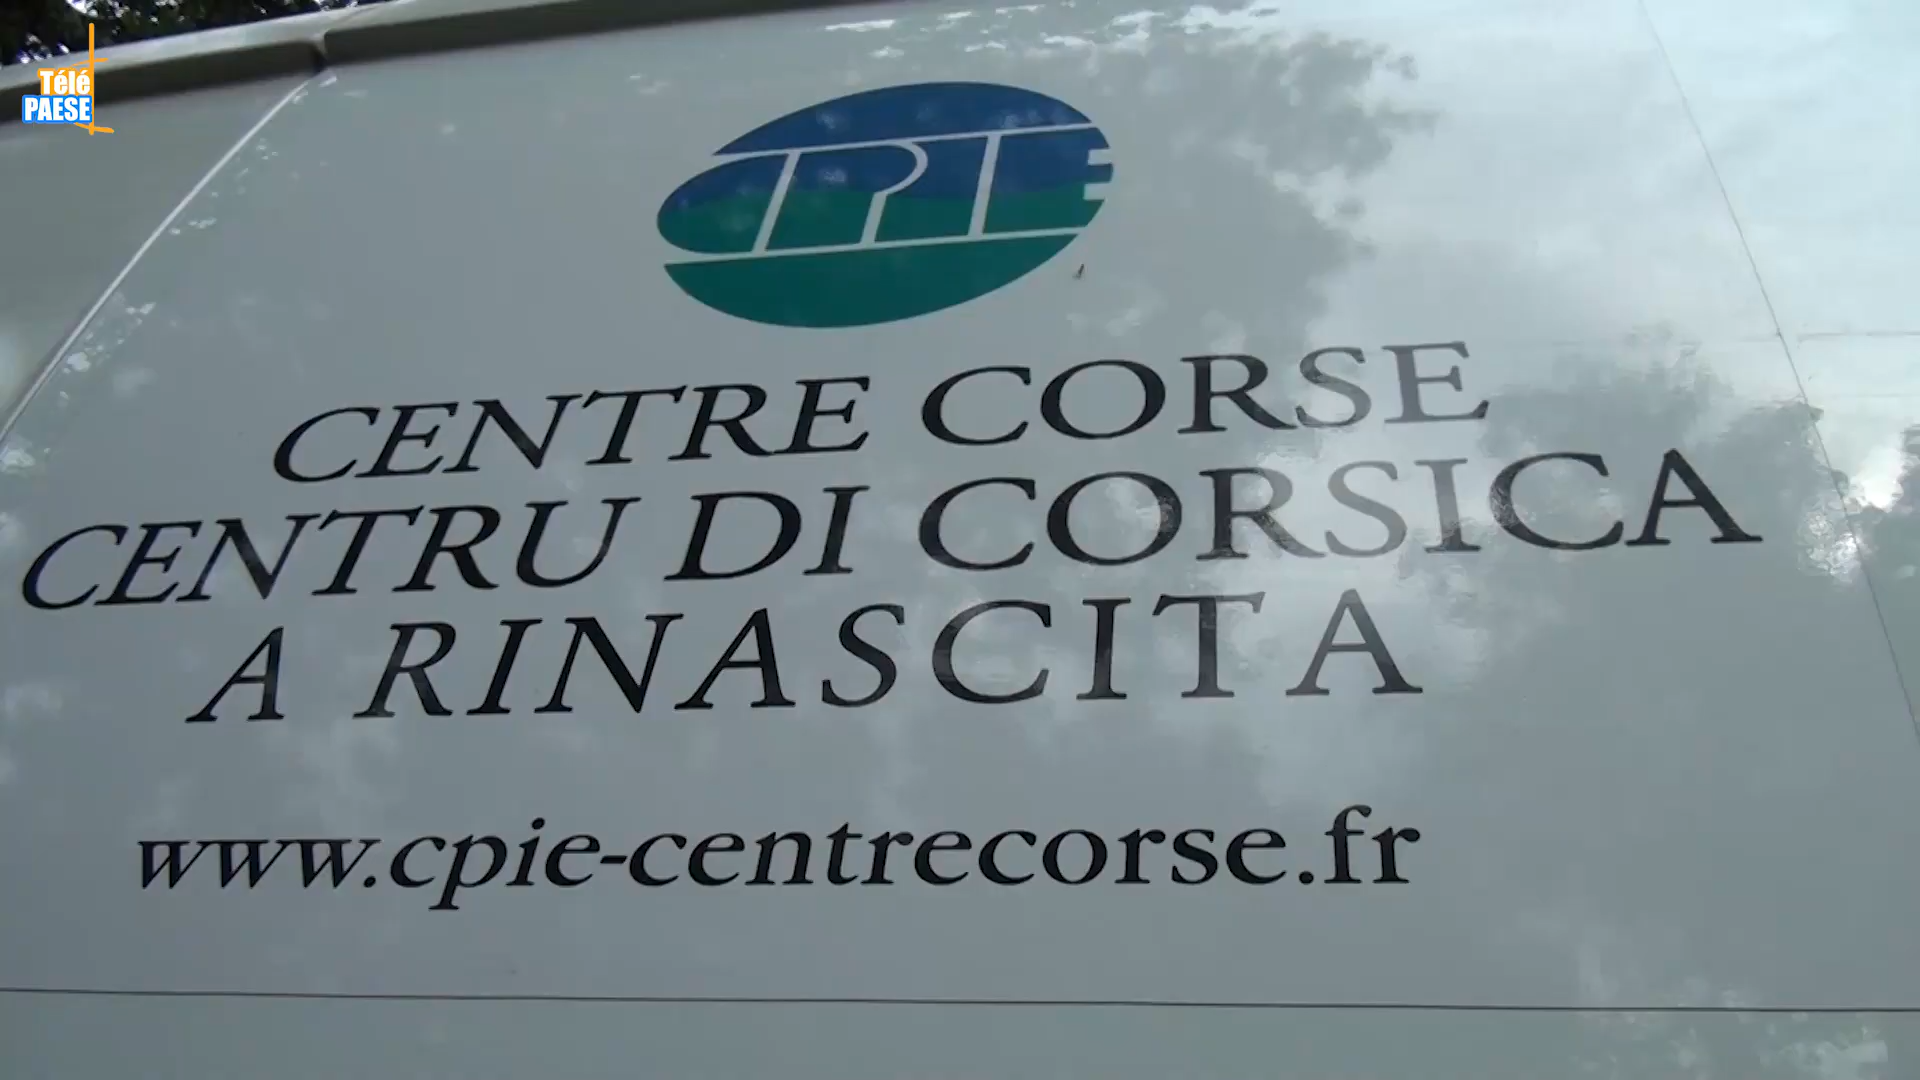 Télé
PAESE
CPIE
CENTRE CORSE
CENTRU DI CORSICA
A RINASCITA
www.cpie-centrecorse.fr